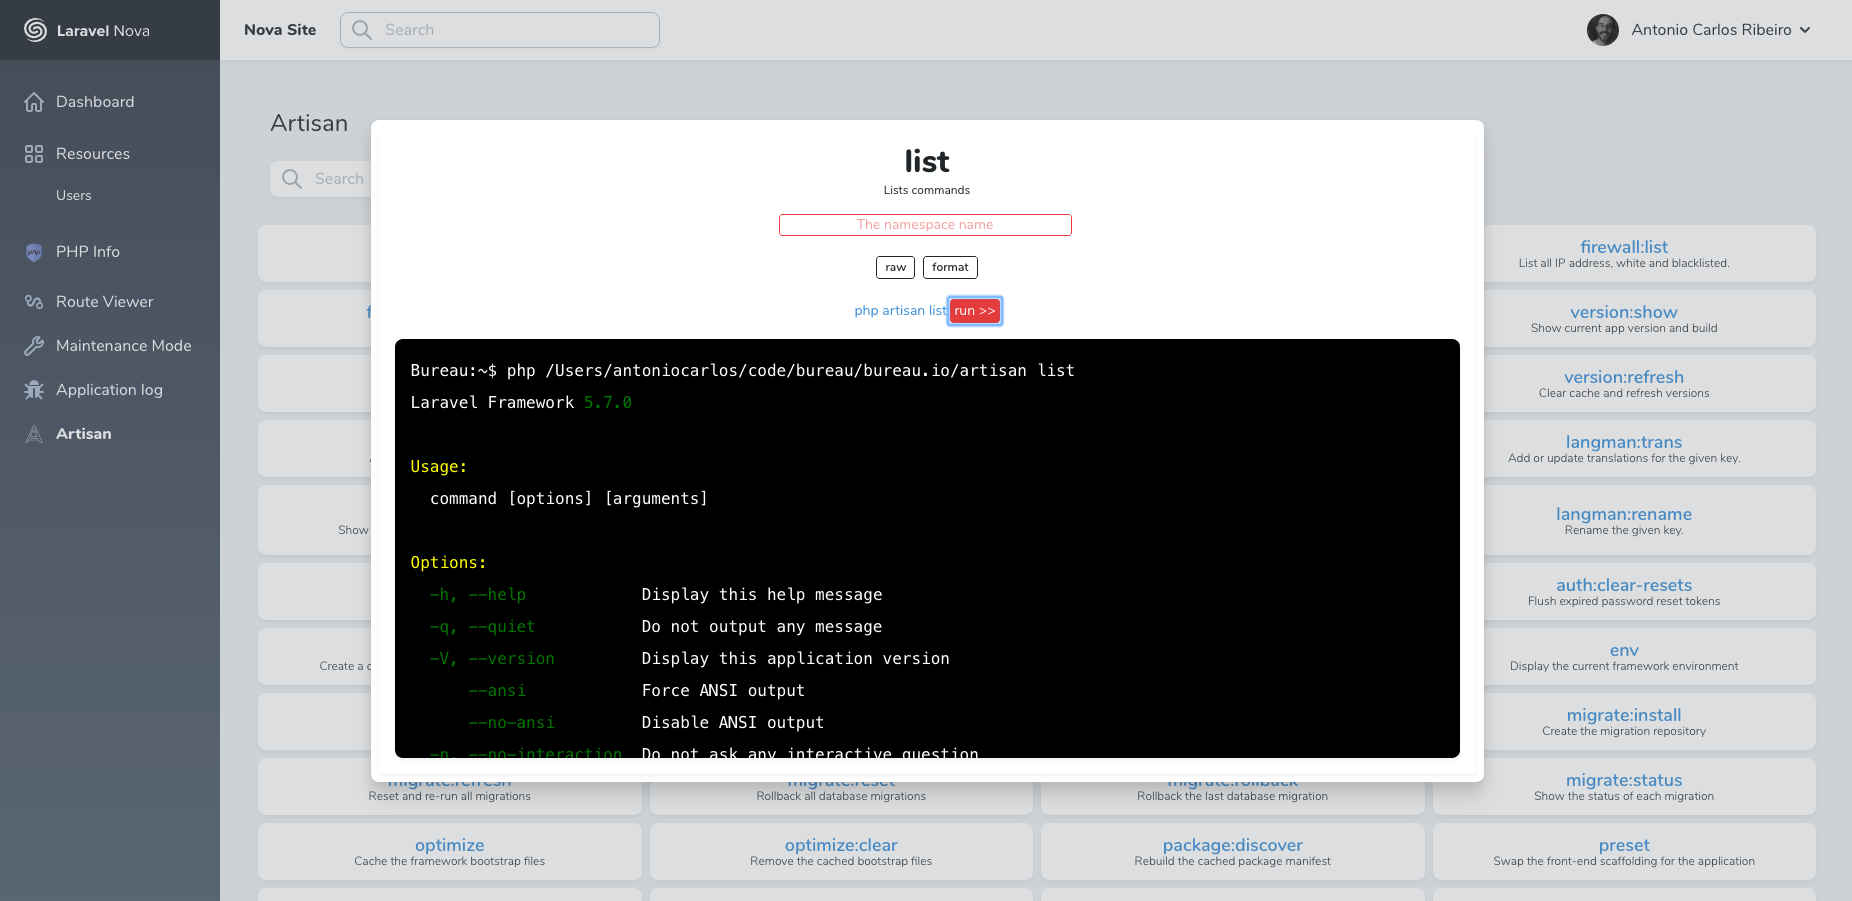 Laravel Nova
Nova Site
Search
Antonio Carlos Ribeiro
Dashboard
Resources
Users
PHP Info
Route Viewer
Maintenance Mode
Application log
Artisan
Artisan
Search
list
Lists commands
The namespace name
raw
format
php artisan list
run >>
Bureau:~$ php /Users/antoniocarlos/code/bureau/bureau.io/artisan list
Laravel Framework 5.7.0
Usage:
command [options] [arguments]
Options:
-h, --help Display this help message
-q, --quiet Do not output any message
-V, --version Display this application version
--ansi Force ANSI output
--no-ansi Disable ANSI output
-n, --no-interaction Do not ask any interactive question
firewall:list
List all IP address, white and blacklisted.
version:show
Show current app version and build
version:refresh
Clear cache and refresh versions
langman:trans
Add or update translations for the given key.
Show
langman:rename
Rename the given key.
auth:clear-resets
Flush expired password reset tokens
Create a
env
Display the current framework environment
migrate:install
Create the migration repository
migrate:refresh
Reset and re-run all migrations
migrate:reset
Rollback all database migrations
migrate:rollback
Rollback the last database migration
migrate:status
Show the status of each migration
optimize
Cache the framework bootstrap files
optimize:clear
Remove the cached bootstrap files
package:discover
Rebuild the cached package manifest
preset
Swap the front-end scaffolding for the application